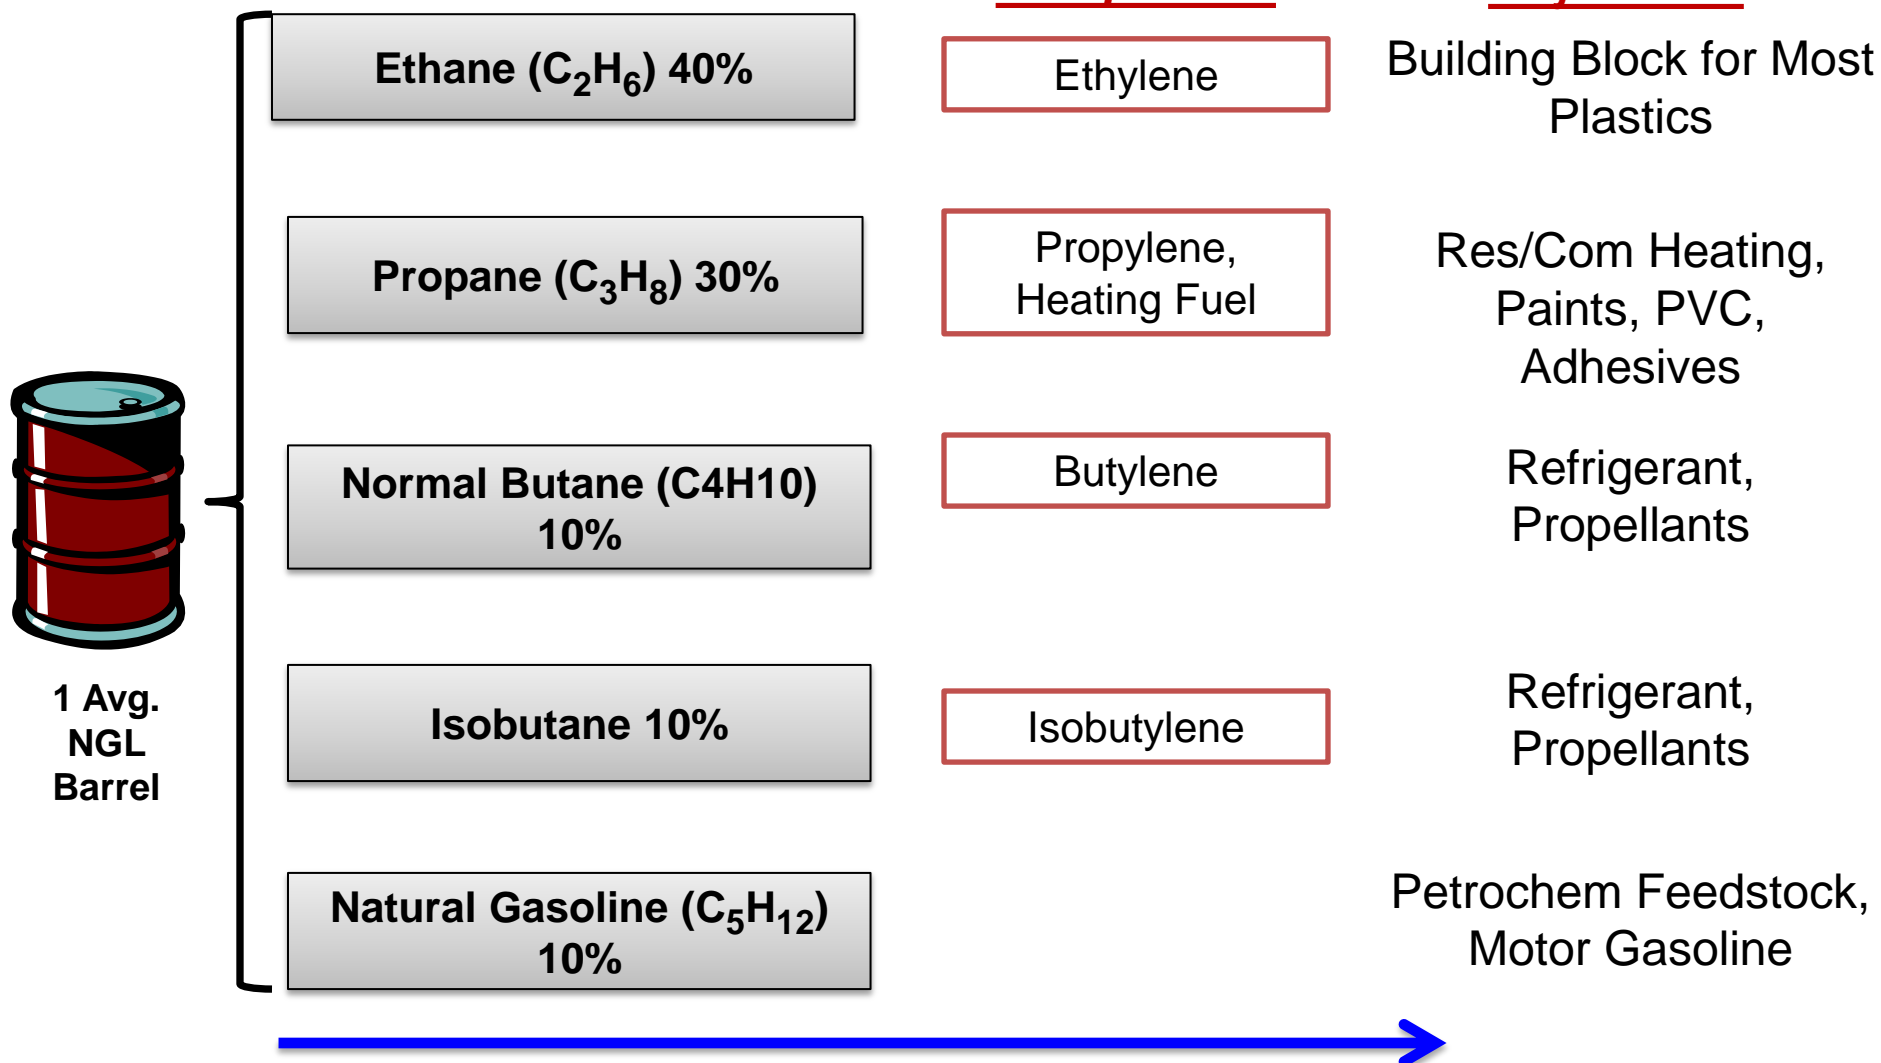 Ethane (C₂H₆) 40%
Ethylene
Building Block for Most
Plastics
Propane (C₃H₈) 30%
Propylene,
Heating Fuel
Res/Com Heating,
Paints, PVC,
Adhesives
Normal Butane (C4H10)
10%
Butylene
Refrigerant,
Propellants
1 Avg.
NGL
Barrel
Isobutane 10%
Isobutylene
Refrigerant,
Propellants
Natural Gasoline (C₅H₁₂)
10%
Petrochem Feedstock,
Motor Gasoline